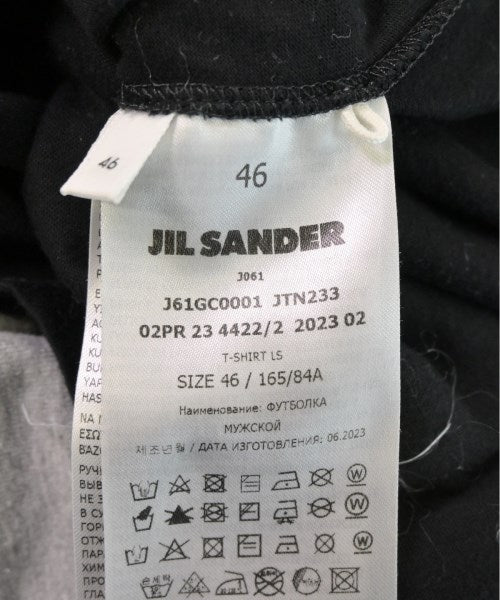 46
46
JIL SANDER
J061
J61GC0001 JTN233
02PR 23 4422/2 2023 02
T-SHIRT LS
SIZE 46 / 165/84A
Наименование: ФУТБОЛКА
МУЖСКОЙ
제조년월 / ДАТА ИЗГОТОВЛЕНИЯ: 06.2023